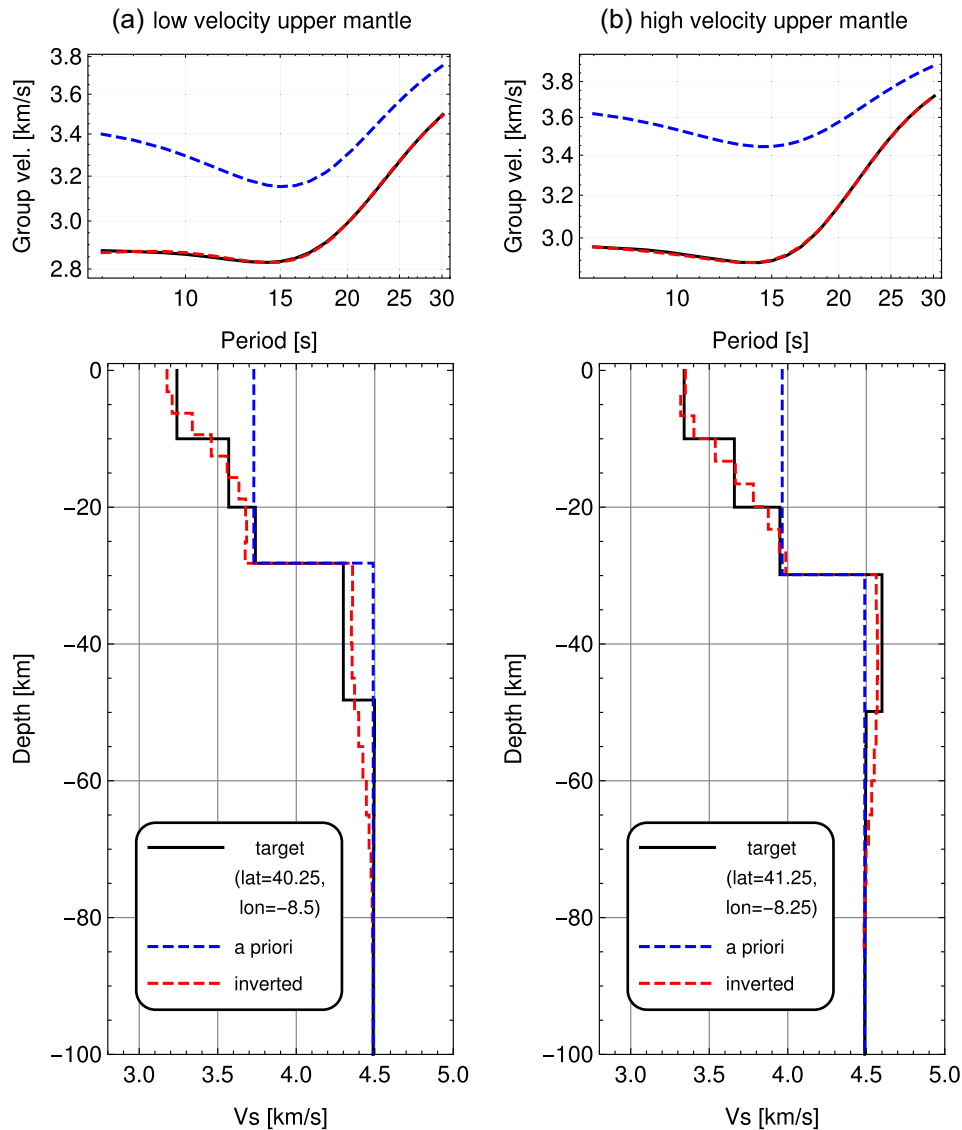 (a) low velocity upper mantle
3.8
3.6
3.4
3.2
3.0
2.8
Group vel. [km/s]
10 15 20 25 30
Period [s]
0
−20
−40
−60
−80
−100
Depth [km]
target
(lat=40.25,
lon=−8.5)
a priori
inverted
3.0 3.5 4.0 4.5 5.0
Vs [km/s]
(b) high velocity upper mantle
3.8
3.6
3.4
3.2
3.0
Group vel. [km/s]
10 15 20 25 30
Period [s]
0
−20
−40
−60
−80
−100
Depth [km]
target
(lat=41.25,
lon=−8.25)
a priori
inverted
3.0 3.5 4.0 4.5 5.0
Vs [km/s]